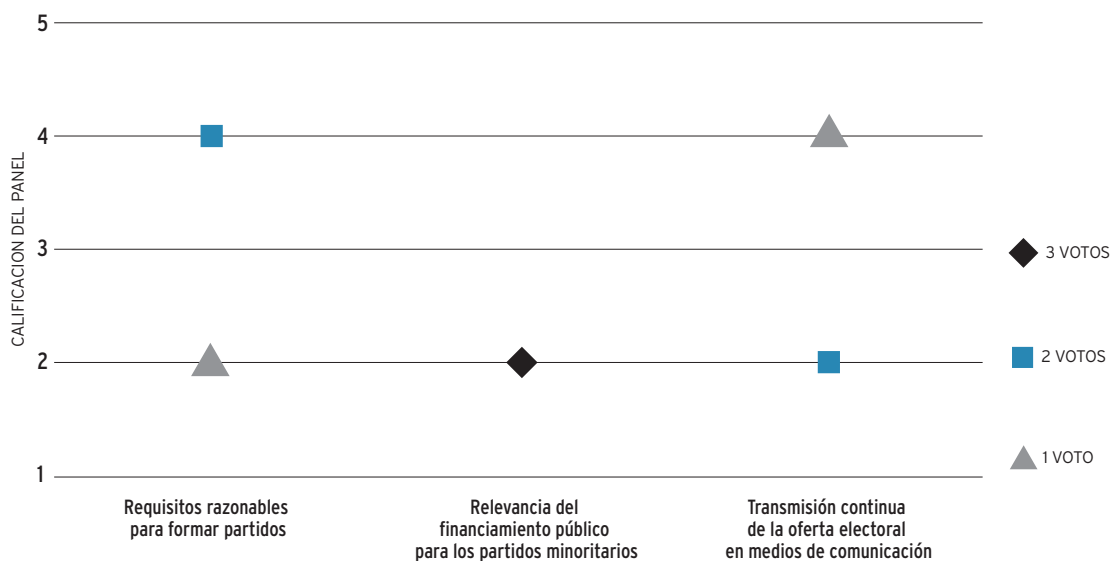 CALIFICACION DEL PANEL
5
4
3
2
1
3 VOTOS
2 VOTOS
1 VOTO
Requisitos razonables
para formar partidos
Relevancia del
financiamiento público
para los partidos minoritarios
Transmisión continua
de la oferta electoral
en medios de comunicación